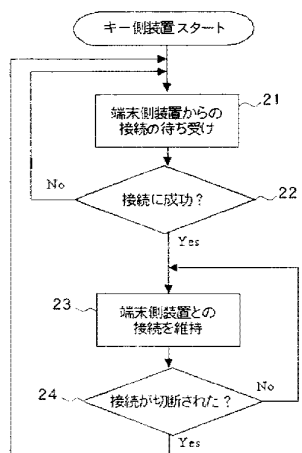 キー側装置スタート
21
端末側装置からの
接続の待ち受け
No
接続に成功?
22
Yes
23
端末側装置との
接続を維持
24
接続が切断された?
No
Yes